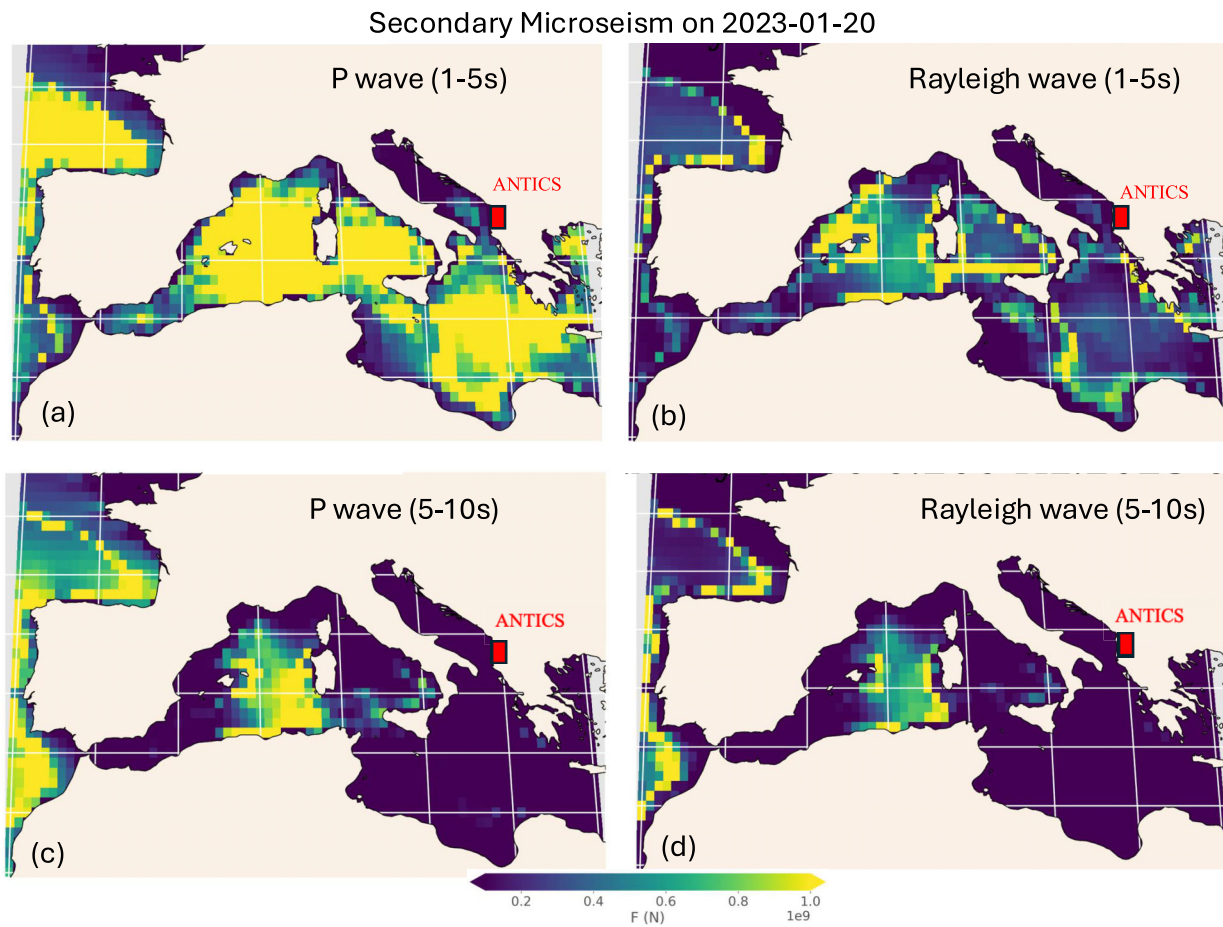 Secondary Microseism on 2023-01-20
P wave (1-5s)
Rayleigh wave (1-5s)
ANTICS
ANTICS
(a)
(b)
P wave (5-10s)
Rayleigh wave (5-10s)
ANTICS
ANTICS
(c)
(d)
0.2 0.4 0.6 0.8 1.0
F (N)
1e9